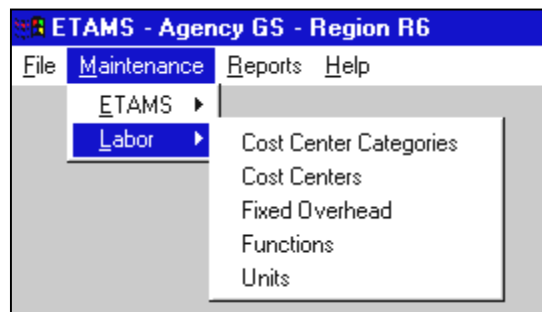 ETAMS - Agency GS - Region R6
File Maintenance Reports Help
ETAMS
Labor
Cost Center Categories
Cost Centers
Fixed Overhead
Functions
Units